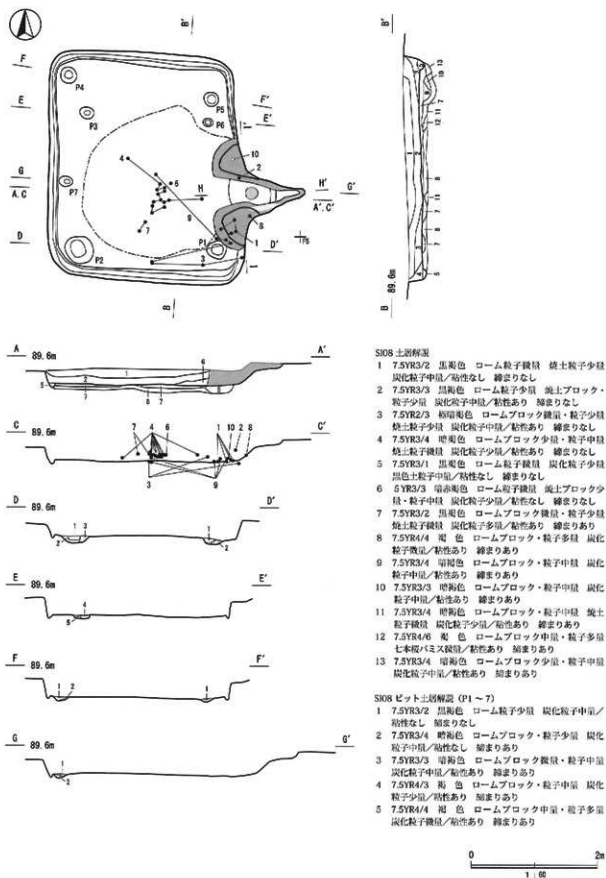 B'
B'
F
P4
P5
F'
E
P3
P6
E'
I'
13
10
9
7
12
11
4
10
2
G
A.C
5
6
H
H'
G'
P7
A'.C'
7
9
8
D
P1
D'
P2
3
1
I
B
89.6m
B
A 89.6m A'
C 89.6m C'
7 4 6 1 10 2 8
3 9
D 89.6m D'
E 89.6m E'
F 89.6m F'
G 89.6m G'
SI08 土層解説
1 7.5YR3/2 黒褐色 ローム粒子微量 焼土粒子少量
炭化粒子中量/粘性なし 締まりなし
2 7.5YR3/3 黒褐色 ローム粒子少量 焼土ブロック・
粒子少量 炭化粒子中量/粘性あり 締まりなし
3 7.5YR2/3 極暗褐色 ロームブロック微量・粒子少量
焼土粒子少量 炭化粒子中量/粘性あり 締まりなし
4 7.5YR3/4 暗褐色 ロームブロック少量・粒子少量
焼土粒子微量 炭化粒子少量/粘性あり 締まりなし
5 7.5YR3/1 黒褐色 ローム粒子微量 炭化粒子少量
黒色土粒子中量/粘性なし 締まりなし
6 5YR3/3 暗赤褐色 ローム粒子微量 焼土ブロック少
量・粒子中量 炭化粒子少量/粘性なし 締まりなし
7 7.5YR3/2 黒褐色 ロームブロック微量・粒子少量
焼土粒子微量 炭化粒子多量/粘性あり 締まりあり
8 7.5YR4/4 褐 色 ロームブロック・粒子多量 炭化
粒子微量/粘性あり 締まりあり
9 7.5YR3/4 暗褐色 ロームブロック・粒子中量 炭化
粒子中量/粘性あり 締まりあり
10 7.5YR3/3 暗褐色 ロームブロック・粒子中量 炭化
粒子中量/粘性あり 締まりあり
11 7.5YR3/4 暗褐色 ロームブロック・粒子中量 焼土
粒子微量 炭化粒子少量/粘性あり 締まりあり
12 7.5YR4/6 褐 色 ロームブロック中量・粒子多量
七本桜パミス微量/粘性あり 締まりあり
13 7.5YR3/4 暗褐色 ロームブロック少量・粒子中量
炭化粒子中量/粘性あり 締まりあり
SI08 ピット土層解説(P1~7)
1 7.5YR3/2 黒褐色 ローム粒子少量 炭化粒子中量/
粘性なし 締まりなし
2 7.5YR3/4 暗褐色 ロームブロック・粒子少量 炭化
粒子中量/粘性なし 締まりあり
3 7.5YR3/3 暗褐色 ロームブロック微量・粒子中量
炭化粒子中量/粘性あり 締まりあり
4 7.5YR4/3 褐 色 ロームブロック・粒子中量 炭化
粒子少量/粘性あり 締まりあり
5 7.5YR4/4 褐 色 ロームブロック中量・粒子多量
炭化粒子微量/粘性あり 締まりあり
0 2m
1:60